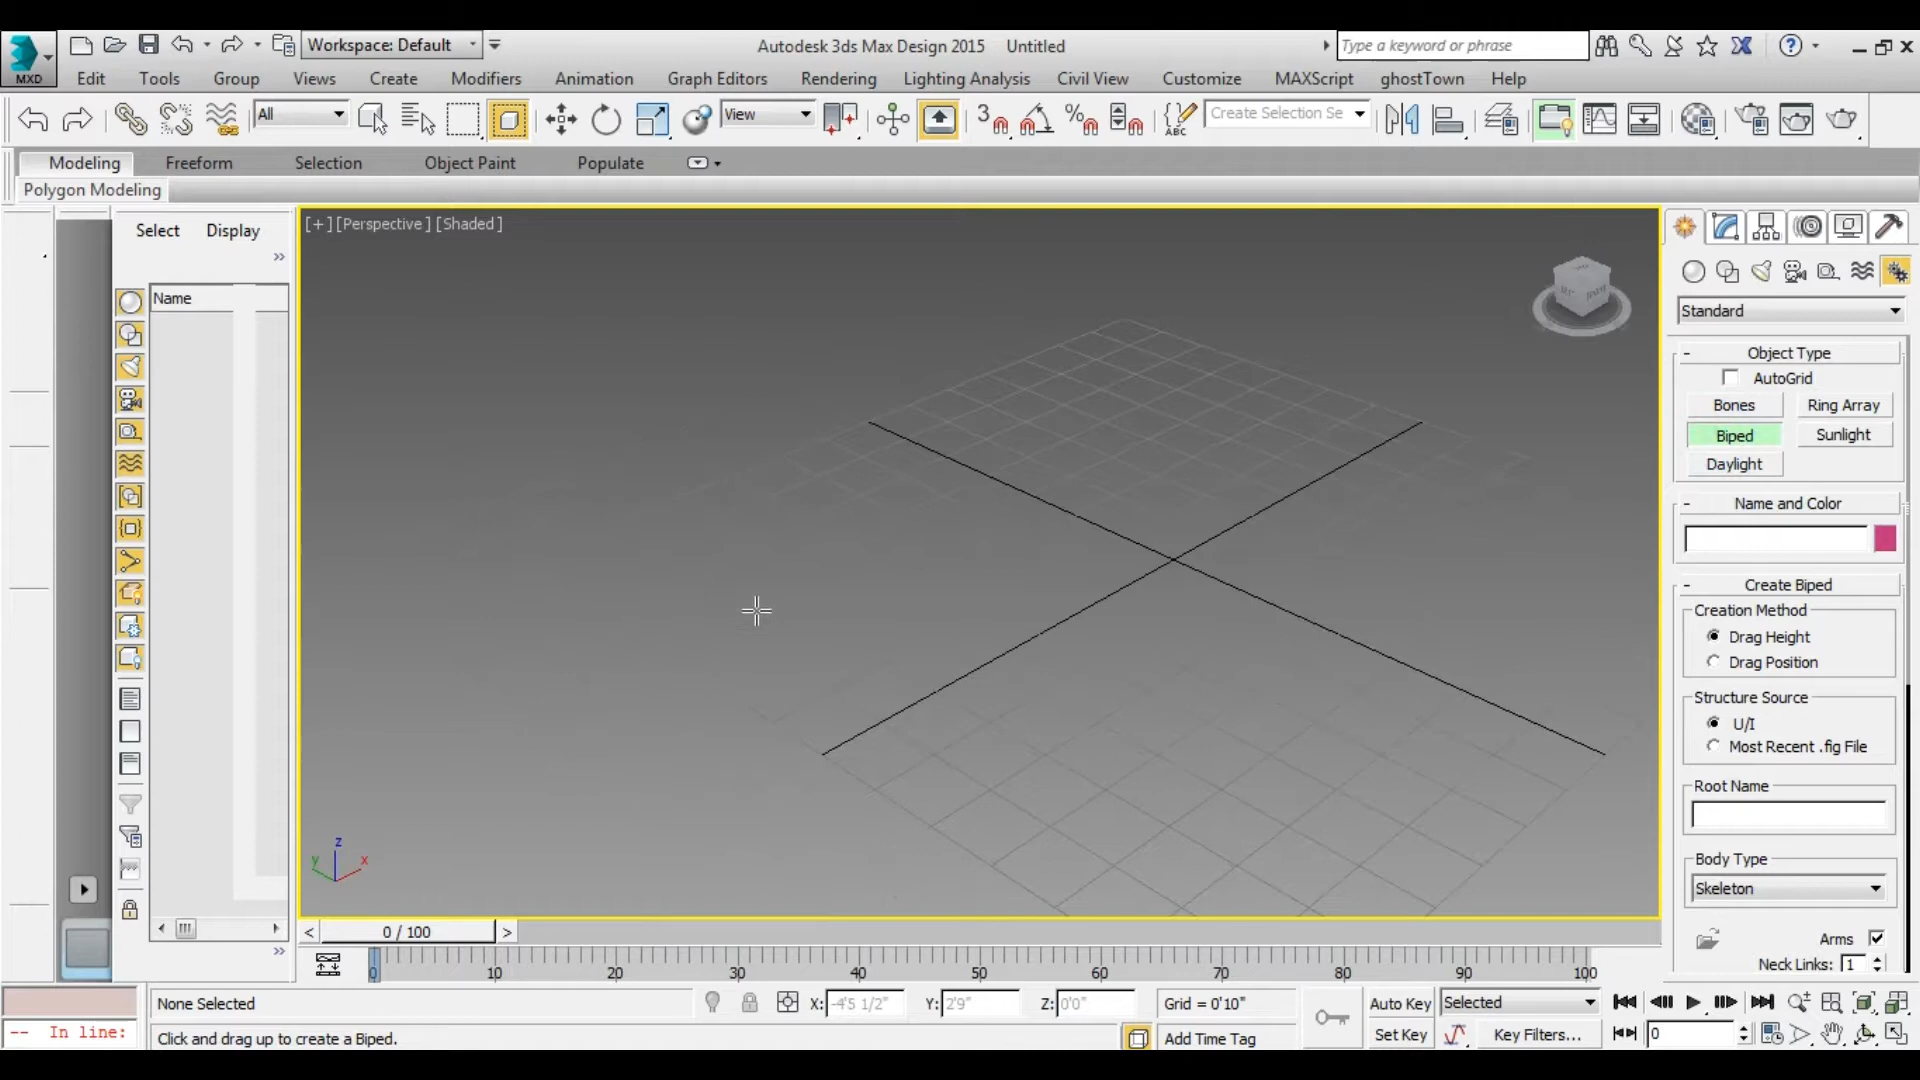 Workspace: Default
Autodesk 3ds Max Design 2015 Untitled
Type a keyword or phrase
MXD
Edit Tools Group Views Create Modifiers Animation Graph Editors Rendering Lighting Analysis Civil View Customize MAXScript ghostTown Help
All
View
3
%
ABC
Create Selection Se
Modeling Freeform Selection Object Paint Populate
Polygon Modeling
Select Display
Name
[+] [Perspective] [Shaded]
z
y
x
Standard
- Object Type
AutoGrid
Bones Ring Array
Biped Sunlight
Daylight
- Name and Color
- Create Biped
Creation Method
Drag Height
Drag Position
Structure Source
U/I
Most Recent .fig File
Root Name
Body Type
Skeleton
Arms
Neck Links: 1
< 0 / 100 >
0 10 20 30 40 50 60 70 80 90 100
None Selected X: -4'5 1/2" Y: 2'9" Z: 0'0" Grid = 0'10" Auto Key Selected
-- In line: Click and drag up to create a Biped. Add Time Tag Set Key Key Filters... 0